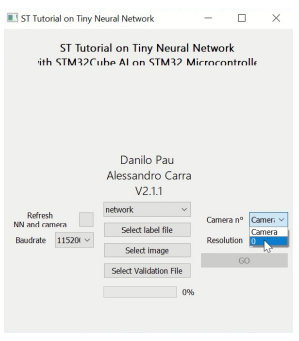 ST Tutorial on Tiny Neural Network
ST Tutorial on Tiny Neural Network
with STM32Cube.AI on STM32 Microcontrolle
Danilo Pau
Alessandro Carra
V2.1.1
network
Refresh
NN and camera
Select label file
Camera n°
Camera
Camera
0
Baudrate
11520
Select image
Resolution
Select Validation File
GO
0%